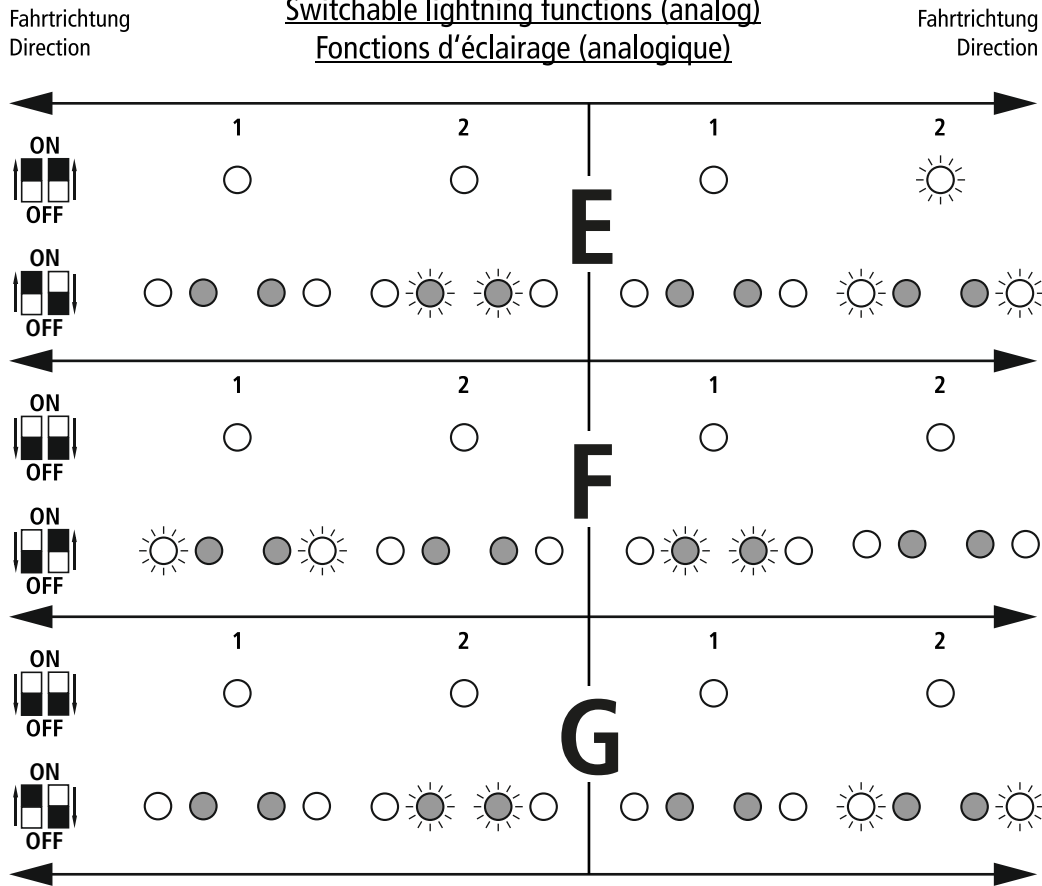 Fahrtrichtung
Direction
Switchable lightning functions (analog)
Fonctions d‘éclairage (analogique)
Fahrtrichtung
Direction
1 2 1 2
ON
OFF
E
ON
OFF
1 2 1 2
ON
OFF
F
ON
OFF
1 2 1 2
ON
OFF
G
ON
OFF